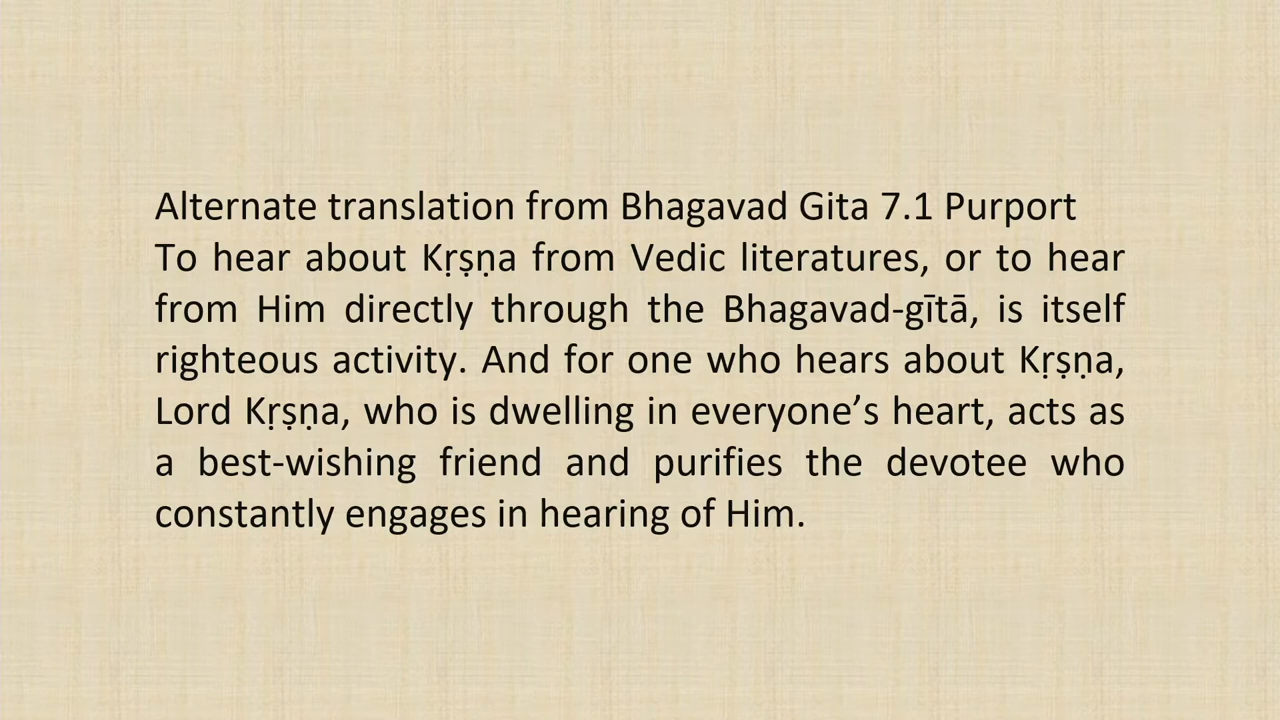 Alternate translation from Bhagavad Gita 7.1 Purport
To hear about Kṛṣṇa from Vedic literatures, or to hear
from Him directly through the Bhagavad-gītā, is itself
righteous activity. And for one who hears about Kṛṣṇa,
Lord Kṛṣṇa, who is dwelling in everyone’s heart, acts as
a best-wishing friend and purifies the devotee who
constantly engages in hearing of Him.